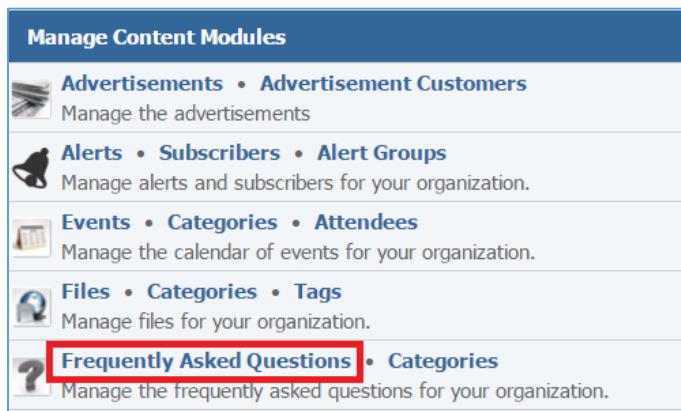 Manage Content Modules
Advertisements • Advertisement Customers
Manage the advertisements
Alerts • Subscribers • Alert Groups
Manage alerts and subscribers for your organization.
Events • Categories • Attendees
Manage the calendar of events for your organization.
Files • Categories • Tags
Manage files for your organization.
Frequently Asked Questions • Categories
Manage the frequently asked questions for your organization.